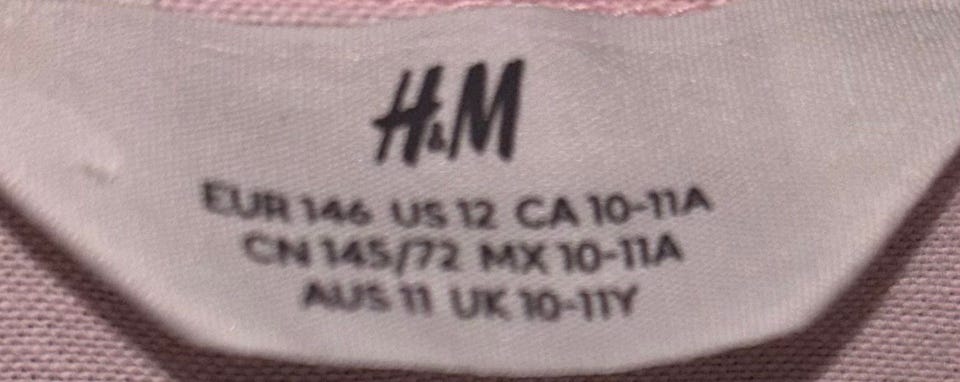 H&M
EUR 146 US 12 CA 10-11A
CN 145/72 MX 10-11A
AUS 11 UK 10-11Y